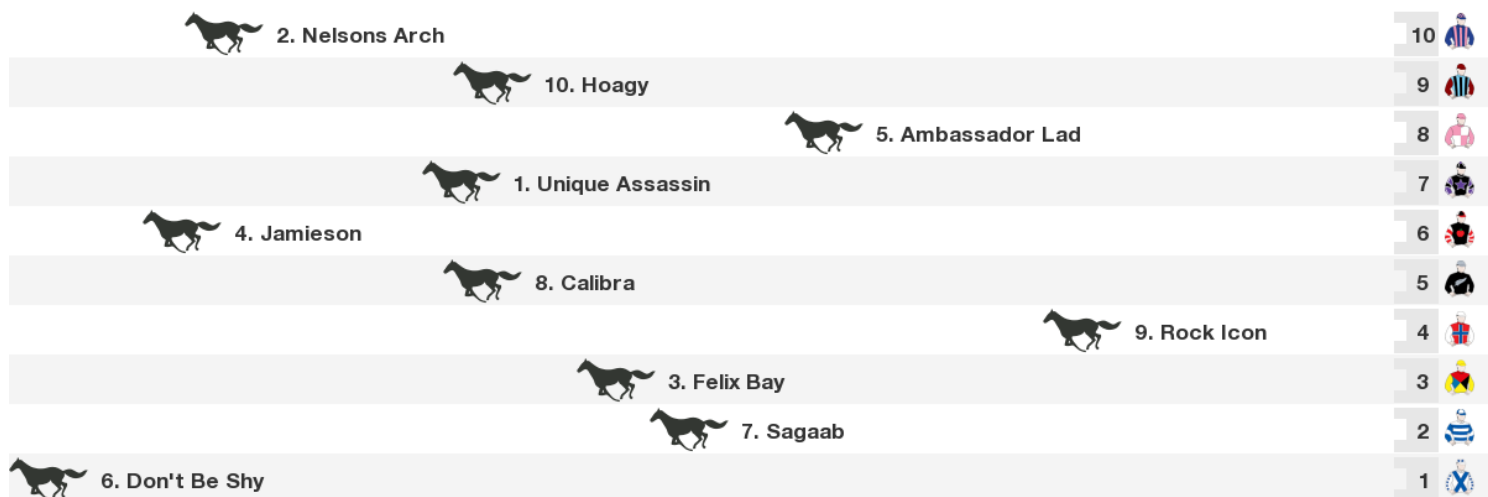 2. Nelsons Arch 10
10. Hoagy 9
5. Ambassador Lad 8
1. Unique Assassin 7
4. Jamieson 6
8. Calibra 5
9. Rock Icon 4
3. Felix Bay 3
7. Sagaab 2
6. Don't Be Shy 1